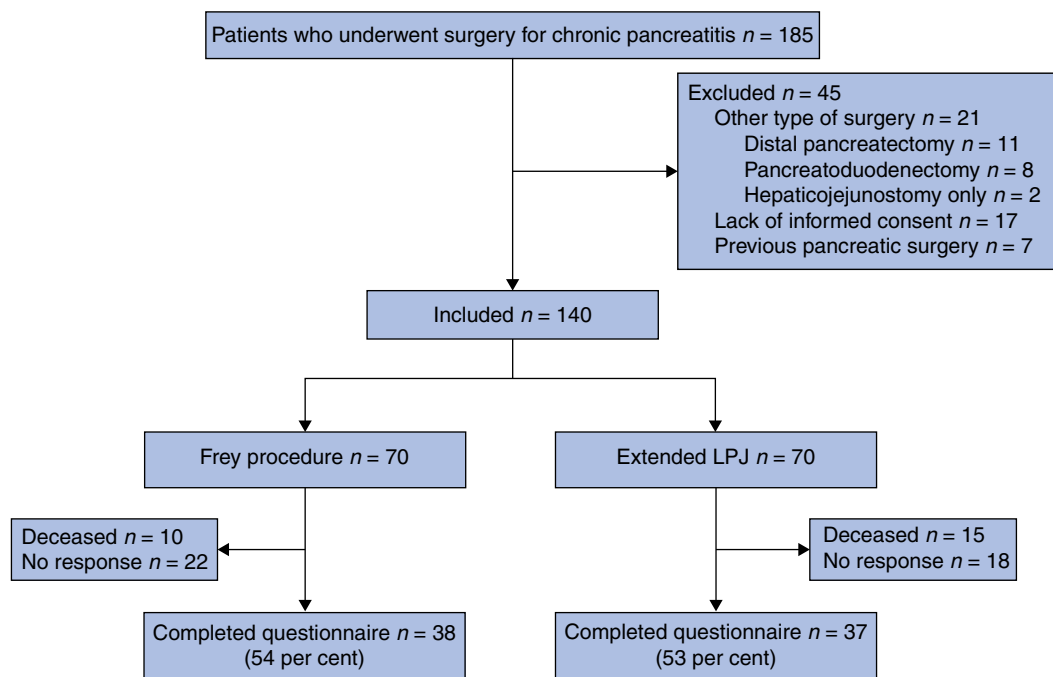 Patients who underwent surgery for chronic pancreatitis n = 185
Excluded n = 45
Other type of surgery n = 21
Distal pancreatectomy n = 11
Pancreatoduodenectomy n = 8
Hepaticojejunostomy only n = 2
Lack of informed consent n = 17
Previous pancreatic surgery n = 7
Included n = 140
Frey procedure n = 70
Extended LPJ n = 70
Deceased n = 10
No response n = 22
Deceased n = 15
No response n = 18
Completed questionnaire n = 38
(54 per cent)
Completed questionnaire n = 37
(53 per cent)